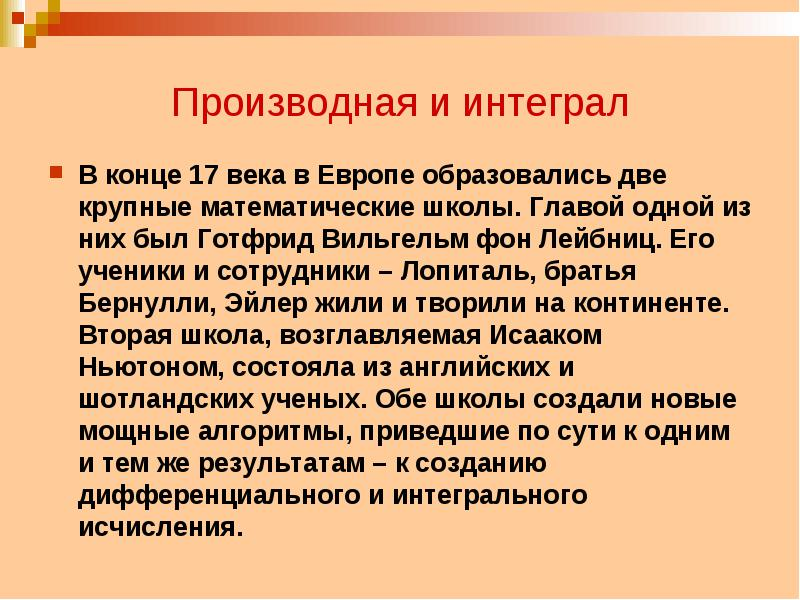 Производная и интеграл
В конце 17 века в Европе образовались две
крупные математические школы. Главой одной из
них был Готфрид Вильгельм фон Лейбниц. Его
ученики и сотрудники – Лопиталь, братья
Бернулли, Эйлер жили и творили на континенте.
Вторая школа, возглавляемая Исааком
Ньютоном, состояла из английских и
шотландских ученых. Обе школы создали новые
мощные алгоритмы, приведшие по сути к одним
и тем же результатам – к созданию
дифференциального и интегрального
исчисления.